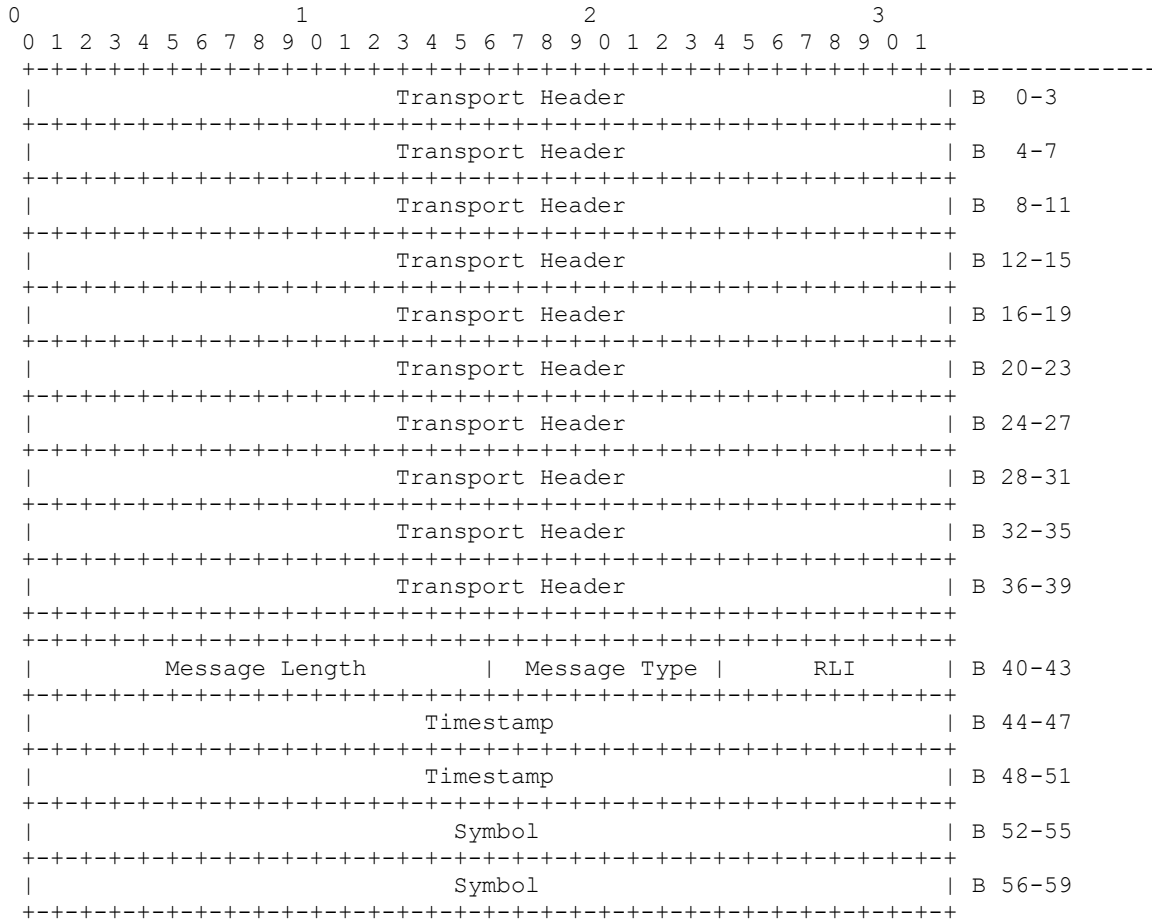 0                   1                   2                   3
 0 1 2 3 4 5 6 7 8 9 0 1 2 3 4 5 6 7 8 9 0 1 2 3 4 5 6 7 8 9 0 1
 +-+-+-+-+-+-+-+-+-+-+-+-+-+-+-+-+-+-+-+-+-+-+-+-+-+-+-+-+-+-+-+-+--------------
 |                         Transport Header                      | B  0-3
 +-+-+-+-+-+-+-+-+-+-+-+-+-+-+-+-+-+-+-+-+-+-+-+-+-+-+-+-+-+-+-+-+
 |                         Transport Header                      | B  4-7
 +-+-+-+-+-+-+-+-+-+-+-+-+-+-+-+-+-+-+-+-+-+-+-+-+-+-+-+-+-+-+-+-+
 |                         Transport Header                      | B  8-11
 +-+-+-+-+-+-+-+-+-+-+-+-+-+-+-+-+-+-+-+-+-+-+-+-+-+-+-+-+-+-+-+-+
 |                         Transport Header                      | B 12-15
 +-+-+-+-+-+-+-+-+-+-+-+-+-+-+-+-+-+-+-+-+-+-+-+-+-+-+-+-+-+-+-+-+
 |                         Transport Header                      | B 16-19
 +-+-+-+-+-+-+-+-+-+-+-+-+-+-+-+-+-+-+-+-+-+-+-+-+-+-+-+-+-+-+-+-+
 |                         Transport Header                      | B 20-23
 +-+-+-+-+-+-+-+-+-+-+-+-+-+-+-+-+-+-+-+-+-+-+-+-+-+-+-+-+-+-+-+-+
 |                         Transport Header                      | B 24-27
 +-+-+-+-+-+-+-+-+-+-+-+-+-+-+-+-+-+-+-+-+-+-+-+-+-+-+-+-+-+-+-+-+
 |                         Transport Header                      | B 28-31
 +-+-+-+-+-+-+-+-+-+-+-+-+-+-+-+-+-+-+-+-+-+-+-+-+-+-+-+-+-+-+-+-+
 |                         Transport Header                      | B 32-35
 +-+-+-+-+-+-+-+-+-+-+-+-+-+-+-+-+-+-+-+-+-+-+-+-+-+-+-+-+-+-+-+-+
 |                         Transport Header                      | B 36-39
 +-+-+-+-+-+-+-+-+-+-+-+-+-+-+-+-+-+-+-+-+-+-+-+-+-+-+-+-+-+-+-+-+
 +-+-+-+-+-+-+-+-+-+-+-+-+-+-+-+-+-+-+-+-+-+-+-+-+-+-+-+-+-+-+-+-+
 |         Message Length        |  Message Type |      RLI      | B 40-43
 +-+-+-+-+-+-+-+-+-+-+-+-+-+-+-+-+-+-+-+-+-+-+-+-+-+-+-+-+-+-+-+-+
 |                           Timestamp                           | B 44-47
 +-+-+-+-+-+-+-+-+-+-+-+-+-+-+-+-+-+-+-+-+-+-+-+-+-+-+-+-+-+-+-+-+
 |                           Timestamp                           | B 48-51
 +-+-+-+-+-+-+-+-+-+-+-+-+-+-+-+-+-+-+-+-+-+-+-+-+-+-+-+-+-+-+-+-+
 |                             Symbol                            | B 52-55
 +-+-+-+-+-+-+-+-+-+-+-+-+-+-+-+-+-+-+-+-+-+-+-+-+-+-+-+-+-+-+-+-+
 |                             Symbol                            | B 56-59
 +-+-+-+-+-+-+-+-+-+-+-+-+-+-+-+-+-+-+-+-+-+-+-+-+-+-+-+-+-+-+-+-+